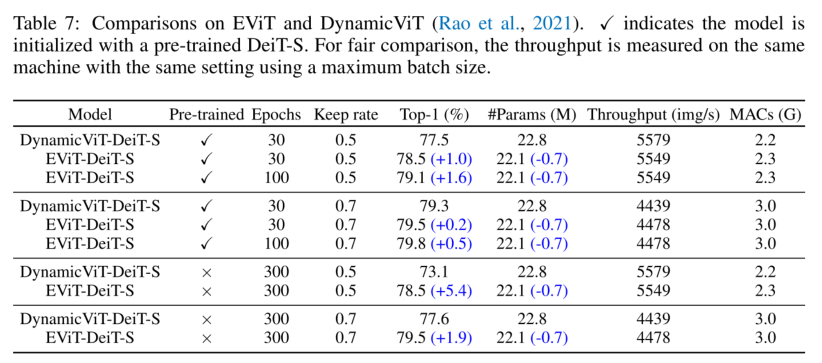 Table 7: Comparisons on EViT and DynamicViT (Rao et al., 2021). ✓ indicates the model is
initialized with a pre-trained DeiT-S. For fair comparison, the throughput is measured on the same
machine with the same setting using a maximum batch size.
Model Pre-trained Epochs Keep rate Top-1 (%) #Params (M) Throughput (img/s) MACs (G)
DynamicViT-DeiT-S ✓ 30 0.5 77.5 22.8 5579 2.2
EViT-DeiT-S ✓ 30 0.5 78.5 (+1.0) 22.1 (-0.7) 5549 2.3
EViT-DeiT-S ✓ 100 0.5 79.1 (+1.6) 22.1 (-0.7) 5549 2.3
DynamicViT-DeiT-S ✓ 30 0.7 79.3 22.8 4439 3.0
EViT-DeiT-S ✓ 30 0.7 79.5 (+0.2) 22.1 (-0.7) 4478 3.0
EViT-DeiT-S ✓ 100 0.7 79.8 (+0.5) 22.1 (-0.7) 4478 3.0
DynamicViT-DeiT-S × 300 0.5 73.1 22.8 5579 2.2
EViT-DeiT-S × 300 0.5 78.5 (+5.4) 22.1 (-0.7) 5549 2.3
DynamicViT-DeiT-S × 300 0.7 77.6 22.8 4439 3.0
EViT-DeiT-S × 300 0.7 79.5 (+1.9) 22.1 (-0.7) 4478 3.0